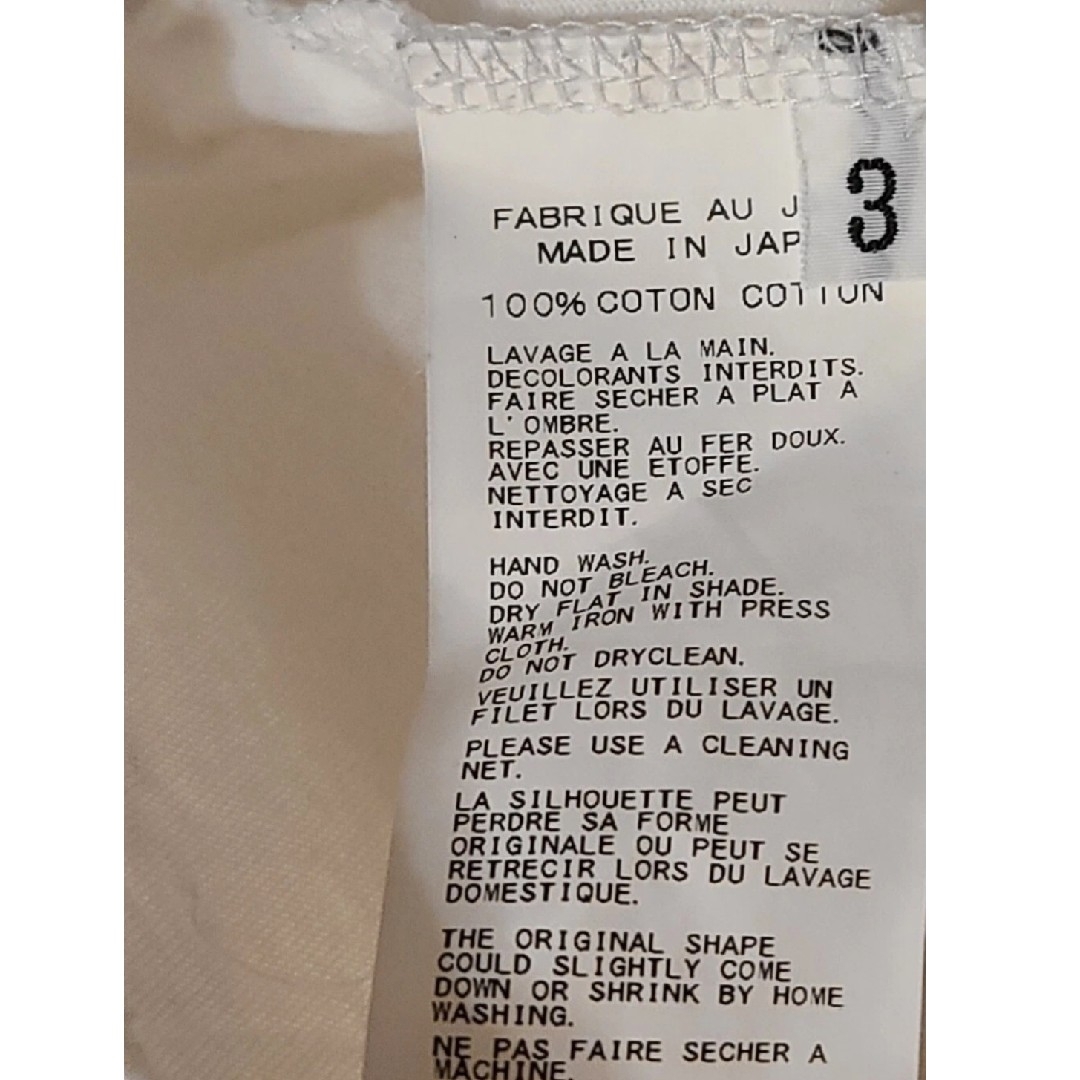 FABRIQUE AU
3
MADE IN
100% COTON COTTON
LAVAGE A LA MAIN.
DECOLORANTS INTERDITS.
FAIRE SECHER A PLAT A
L'OMBRE.
REPASSER AU FER DOUX.
AVEC UNE ETOFFE.
NETTOYAGE A SEC
INTERDIT.
HAND WASH.
DO NOT BLEACH.
DRY FLAT IN SHADE.
WARM IRON WITH PRESS
CLOTH.
DO NOT DRYCLEAN.
VEUILLEZ UTILISER UN
FILET LORS DU LAVAGE.
PLEASE USE A CLEANING
NET.
LA SILHOUETTE PEUT
PERDRE SA FORME
ORIGINALE OU PEUT SE
RETRECIR LORS DU LAVAGE
DOMESTIQUE.
THE ORIGINAL SHAPE
COULD SLIGHTLY COME
DOWN OR SHRINK BY HOME
WASHING.
NE PAS FAIRE SECHER A
MACHINE.